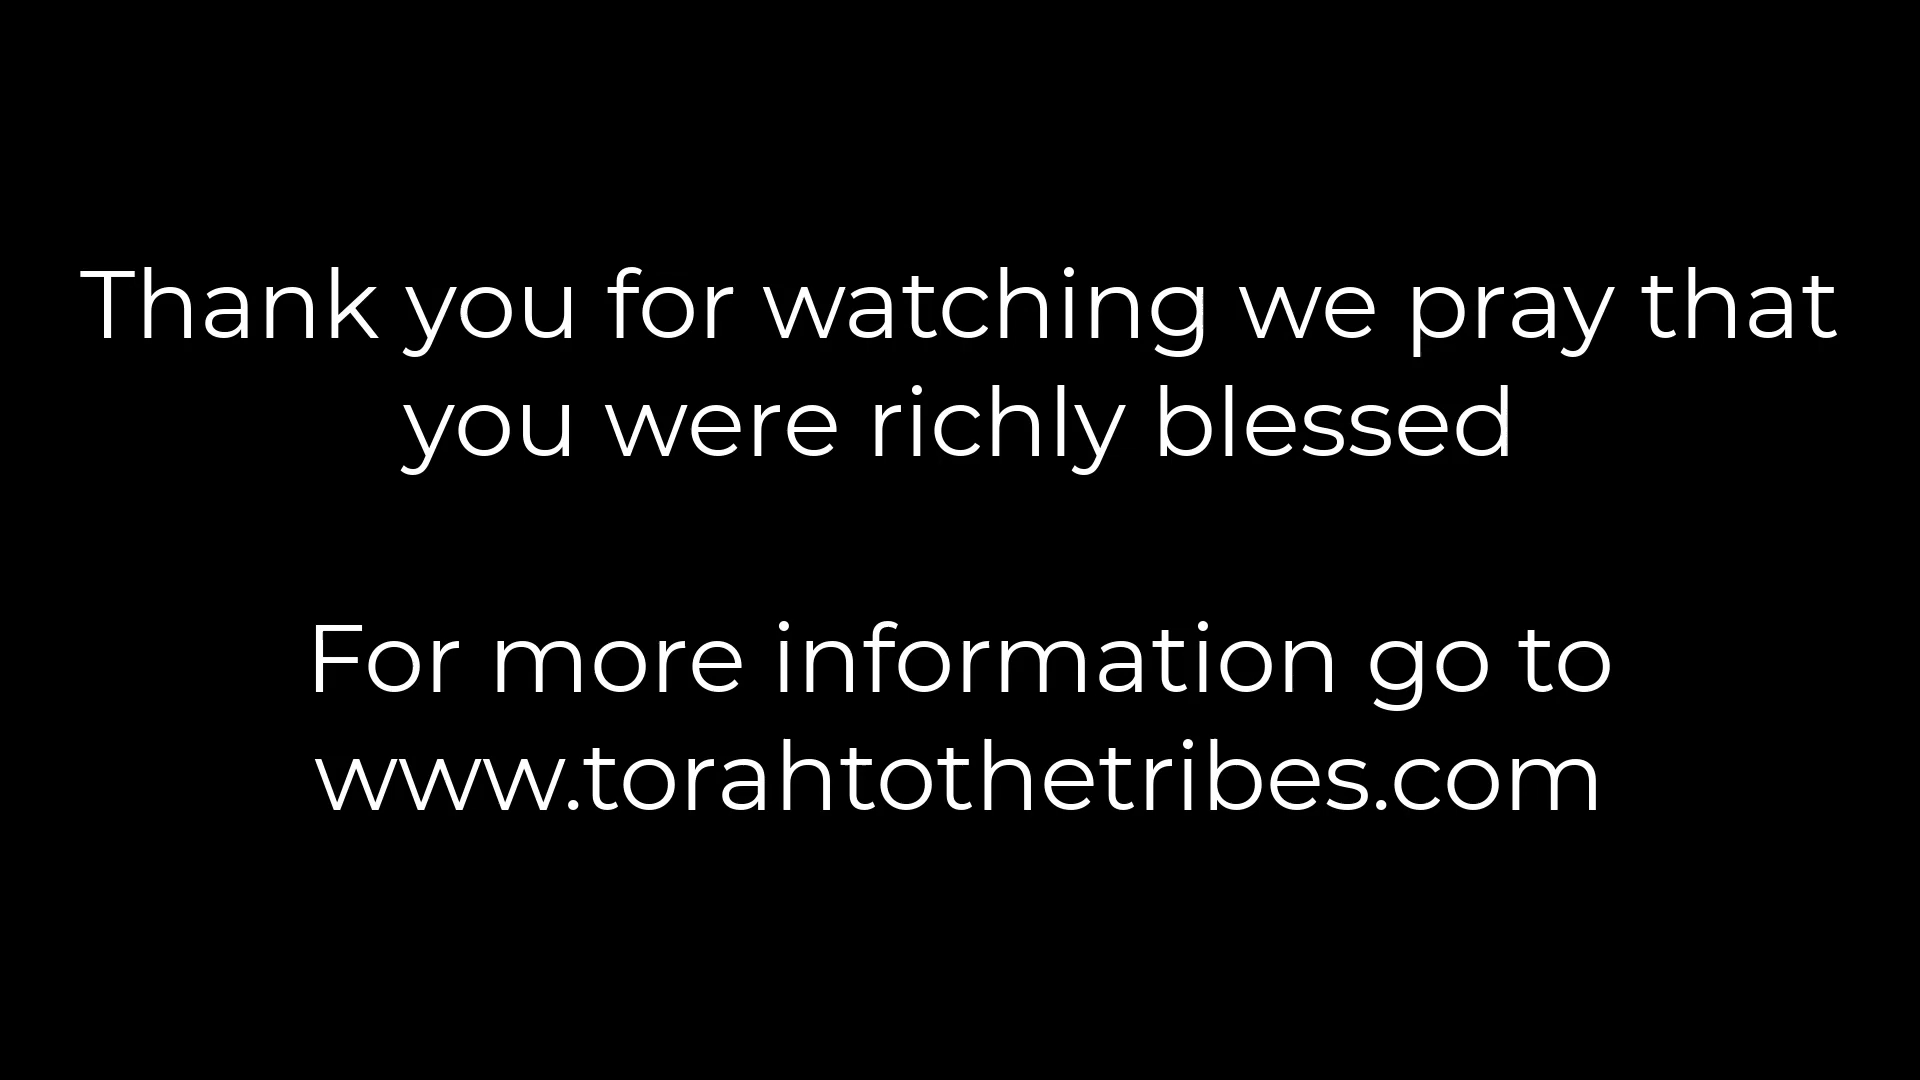 Thank you for watching we pray that
you were richly blessed
For more information go to
www.torahtothetribes.com